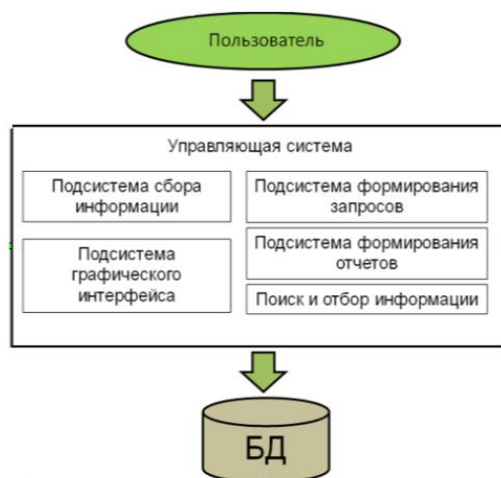 Пользователь
Управляющая система
Подсистема сбора
информации
Подсистема
графического
интерфейса
Подсистема формирования
запросов
Подсистема формирования
отчетов
Поиск и отбор информации
БД